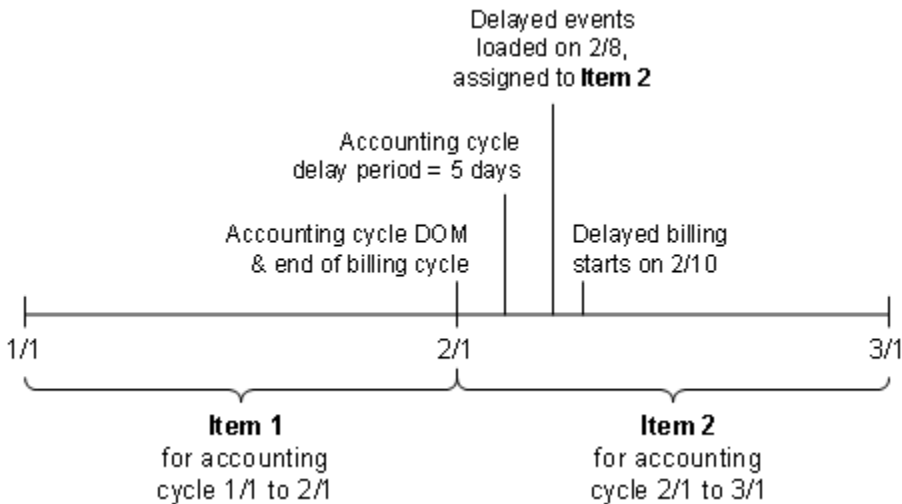 Delayed events
loaded on 2/8,
assigned to Item 2
Accounting cycle
delay period = 5 days
Accounting cycle DOM
& end of billing cycle
Delayed billing
starts on 2/10
1/1
2/1
3/1
Item 1
for accounting
cycle 1/1 to 2/1
Item 2
for accounting
cycle 2/1 to 3/1